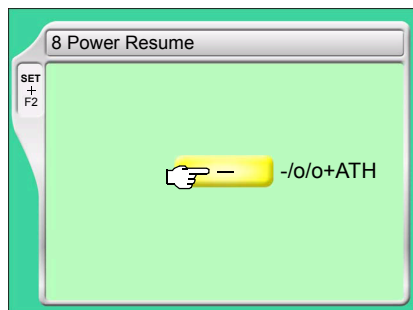 8 Power Resume
SET
+
F2
— -/o/o+ATH